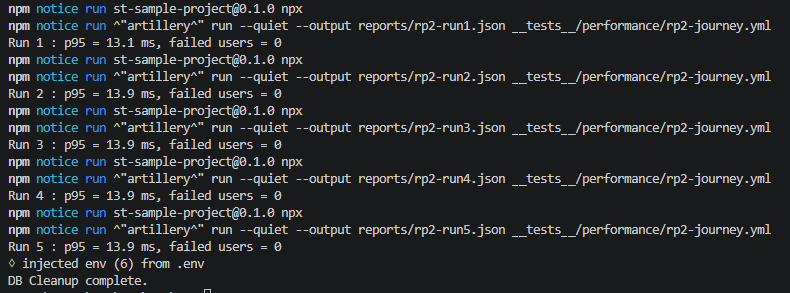 npm notice run st-sample-project@0.1.0 npx
npm notice run ^"artillery^" run --quiet --output reports/rp2-run1.json __tests__/performance/rp2-journey.yml
Run 1 : p95 = 13.1 ms, failed users = 0
npm notice run st-sample-project@0.1.0 npx
npm notice run ^"artillery^" run --quiet --output reports/rp2-run2.json __tests__/performance/rp2-journey.yml
Run 2 : p95 = 13.9 ms, failed users = 0
npm notice run st-sample-project@0.1.0 npx
npm notice run ^"artillery^" run --quiet --output reports/rp2-run3.json __tests__/performance/rp2-journey.yml
Run 3 : p95 = 13.9 ms, failed users = 0
npm notice run st-sample-project@0.1.0 npx
npm notice run ^"artillery^" run --quiet --output reports/rp2-run4.json __tests__/performance/rp2-journey.yml
Run 4 : p95 = 13.9 ms, failed users = 0
npm notice run st-sample-project@0.1.0 npx
npm notice run ^"artillery^" run --quiet --output reports/rp2-run5.json __tests__/performance/rp2-journey.yml
Run 5 : p95 = 13.9 ms, failed users = 0
◊ injected env (6) from .env
DB Cleanup complete.